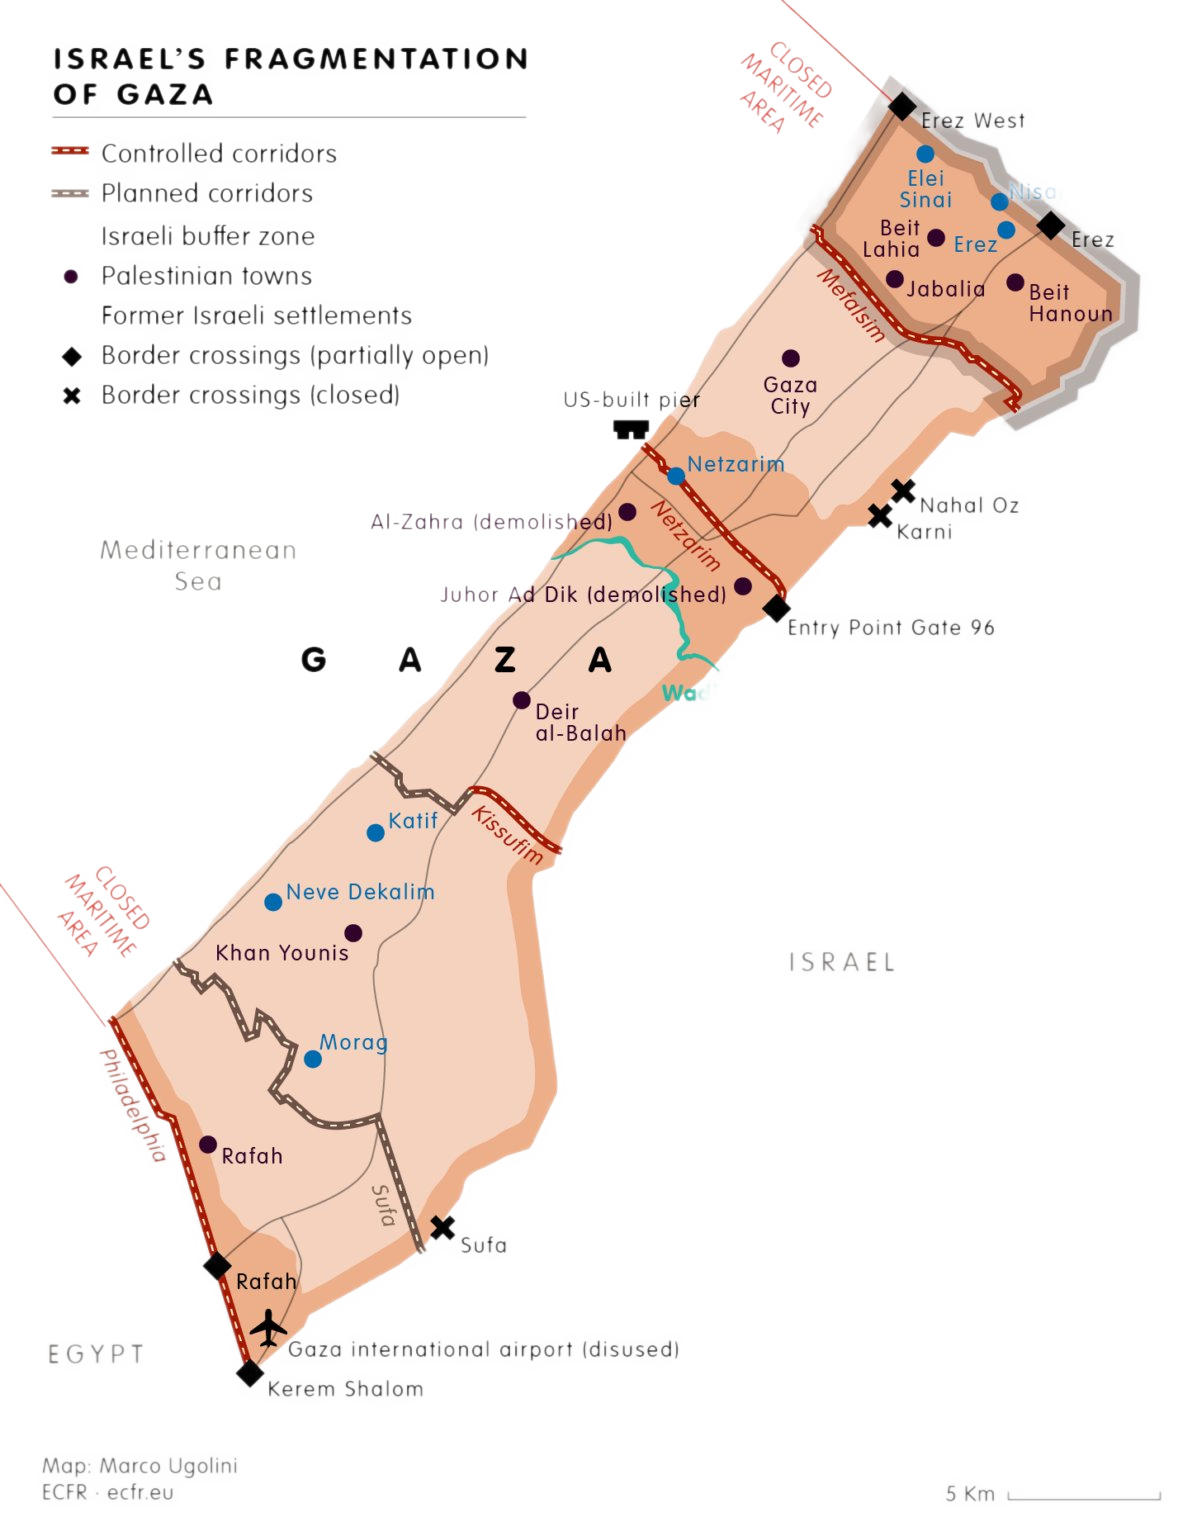 ISRAEL'S FRAGMENTATION
OF GAZA
Controlled corridors
Planned corridors
Israeli buffer zone
Palestinian towns
Former Israeli settlements
Border crossings (partially open)
Border crossings (closed)
CLOSED
MARITIME
AREA
Erez West
Elei
Sinai
Beit
Lahia
Erez
Erez
Jabalia
Beit
Hanoun
Mefalsim
Gaza
City
US-built pier
Netzarim
Nahal Oz
Karni
Al-Zahra (demolished)
Netzarim
Mediterranean
Sea
Juhor Ad Dik (demolished)
Entry Point Gate 96
GAZA
Deir
al-Balah
Katif
Kissufim
Neve Dekalim
CLOSED
MARITIME
AREA
Khan Younis
ISRAEL
Morag
Philadelphia
Rafah
Sufa
Sufa
Rafah
EGYPT
Gaza international airport (disused)
Kerem Shalom
Map: Marco Ugolini
ECFR · ecfr.eu
5 Km